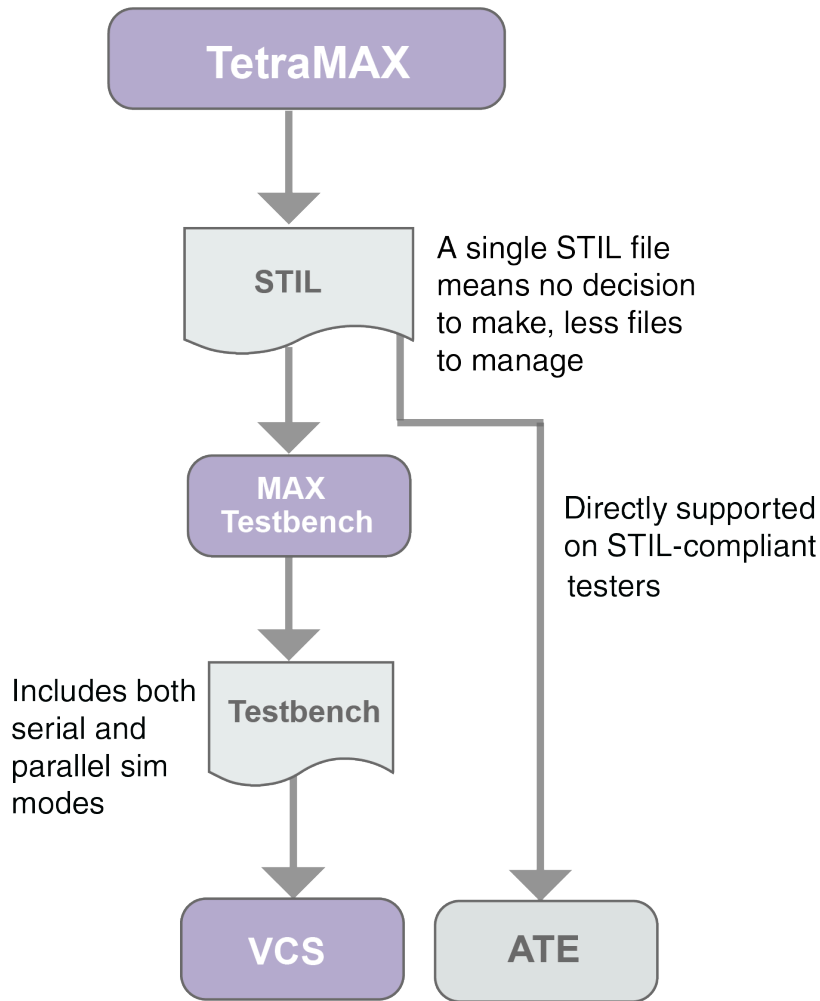 TetraMAX
STIL
A single STIL file
means no decision
to make, less files
to manage
MAX
Testbench
Directly supported
on STIL-compliant
testers
Includes both
serial and
parallel sim
modes
Testbench
VCS
ATE